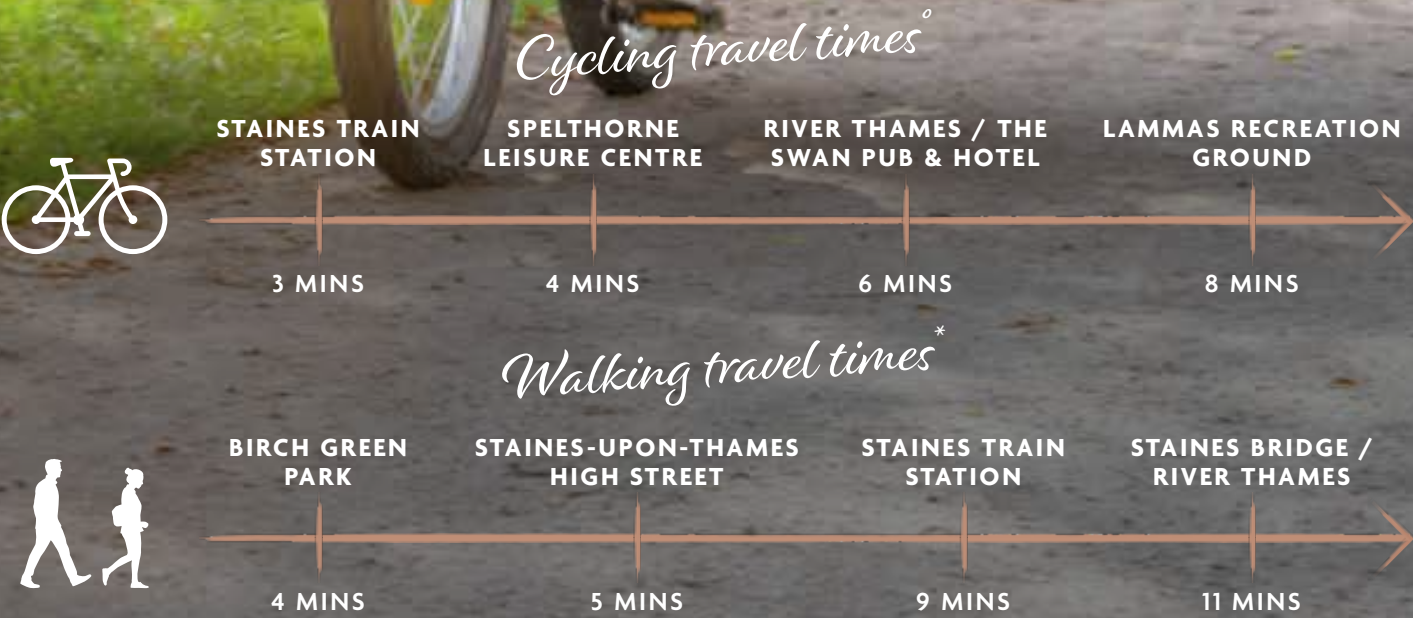 Cycling travel times°
STAINES TRAIN
STATION
SPELTHORNE
LEISURE CENTRE
RIVER THAMES / THE
SWAN PUB & HOTEL
LAMMAS RECREATION
GROUND
3 MINS
4 MINS
6 MINS
8 MINS
Walking travel times*
BIRCH GREEN
PARK
STAINES-UPON-THAMES
HIGH STREET
STAINES TRAIN
STATION
STAINES BRIDGE /
RIVER THAMES
4 MINS
5 MINS
9 MINS
11 MINS